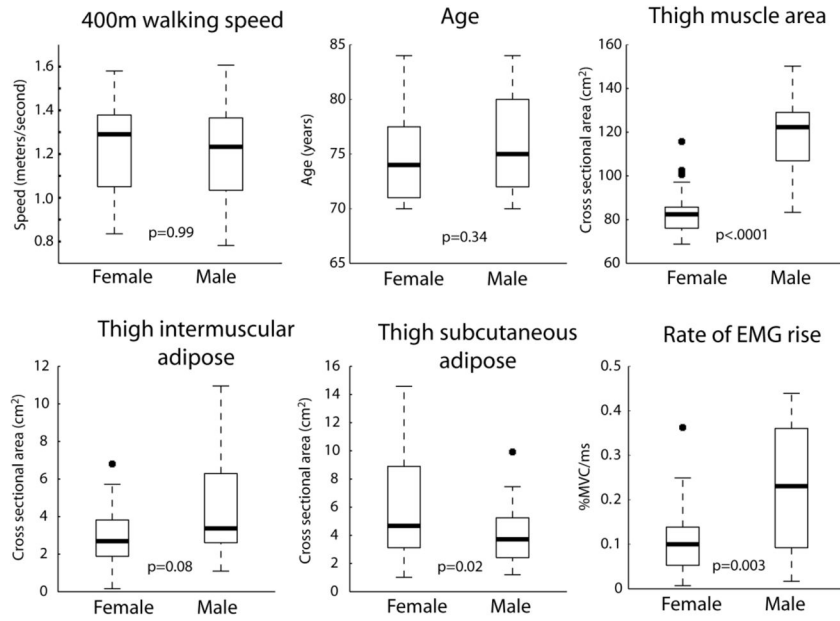 400m walking speed
Speed (meters/second)
1.6
1.4
1.2
1.0
0.8
p=0.99
Female Male
Age
Age (years)
85
80
75
70
65
p=0.34
Female Male
Thigh muscle area
Cross sectional area (cm²)
160
140
120
100
80
60
p<.0001
Female Male
Thigh intermuscular
adipose
Cross sectional area (cm²)
12
10
8
6
4
2
0
p=0.08
Female Male
Thigh subcutaneous
adipose
Cross sectional area (cm²)
16
14
12
10
8
6
4
2
0
p=0.02
Female Male
Rate of EMG rise
%MVC/ms
0.5
0.4
0.3
0.2
0.1
0
p=0.003
Female Male